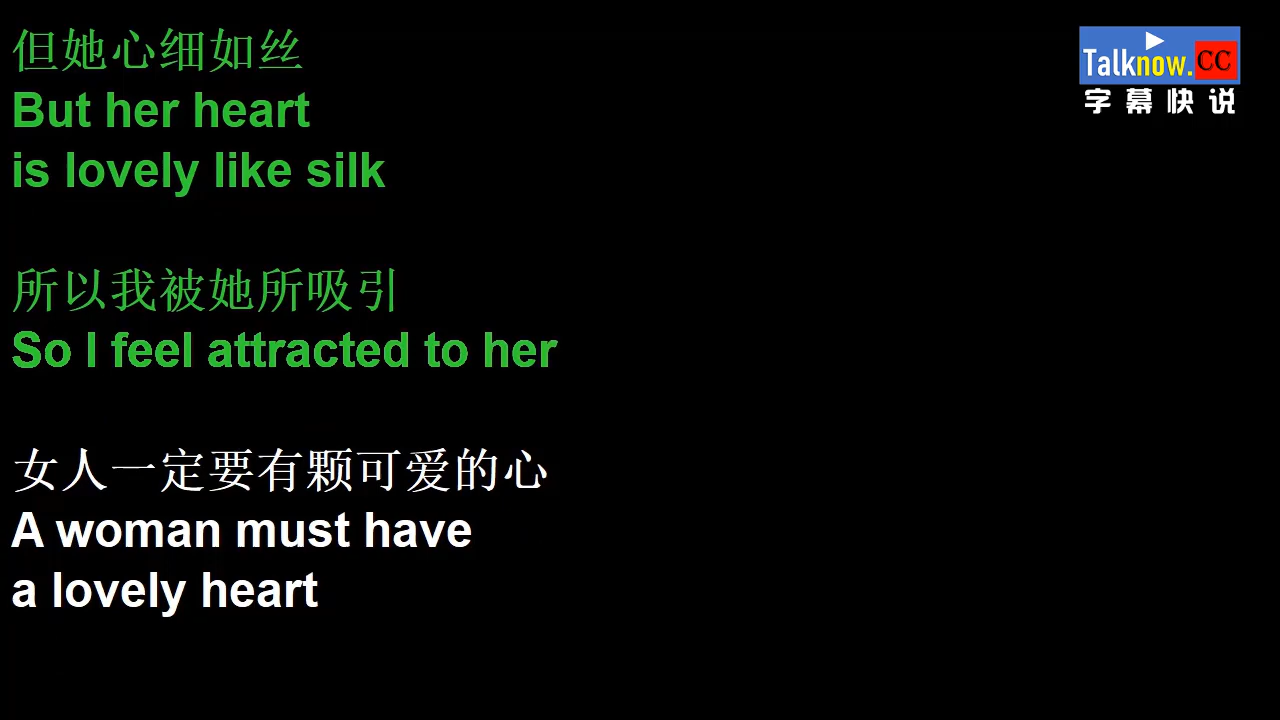 但她心细如丝
But her heart
is lovely like silk
所以我被她所吸引
So I feel attracted to her
女人一定要有颗可爱的心
A woman must have
a lovely heart
Talknow.CC
字幕快说